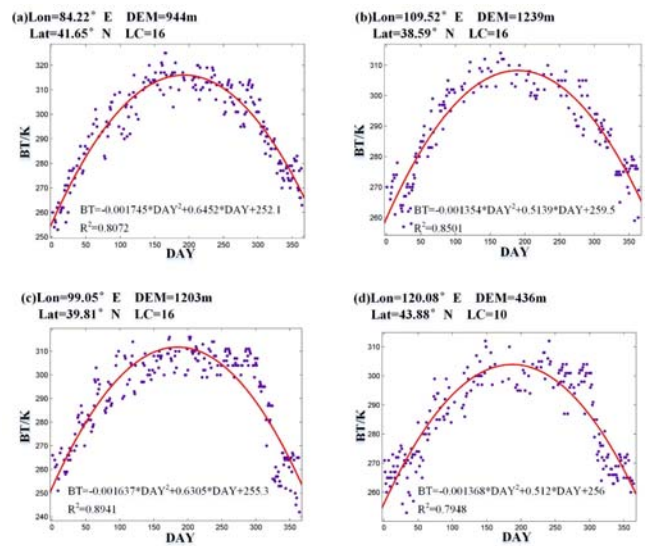 (a)Lon=84.22° E DEM=944m
Lat=41.65° N LC=16
BT/K
320
310
300
290
280
270
260
250
BT=-0.001745*DAY²+0.6452*DAY+252.1
R²=0.8072
0 50 100 150 200 250 300 350
DAY
(b)Lon=109.52° E DEM=1239m
Lat=38.59° N LC=16
BT/K
310
300
290
280
270
260
BT=-0.001354*DAY²+0.5139*DAY+259.5
R²=0.8501
0 50 100 150 200 250 300 350
DAY
(c)Lon=99.05° E DEM=1203m
Lat=39.81° N LC=16
BT/K
310
300
290
280
270
260
250
240
BT=-0.001637*DAY²+0.6305*DAY+255.3
R²=0.8941
0 50 100 150 200 250 300 350
DAY
(d)Lon=120.08° E DEM=436m
Lat=43.88° N LC=10
BT/K
310
300
290
280
270
260
BT=-0.001368*DAY²+0.512*DAY+256
R²=0.7948
0 50 100 150 200 250 300 350
DAY